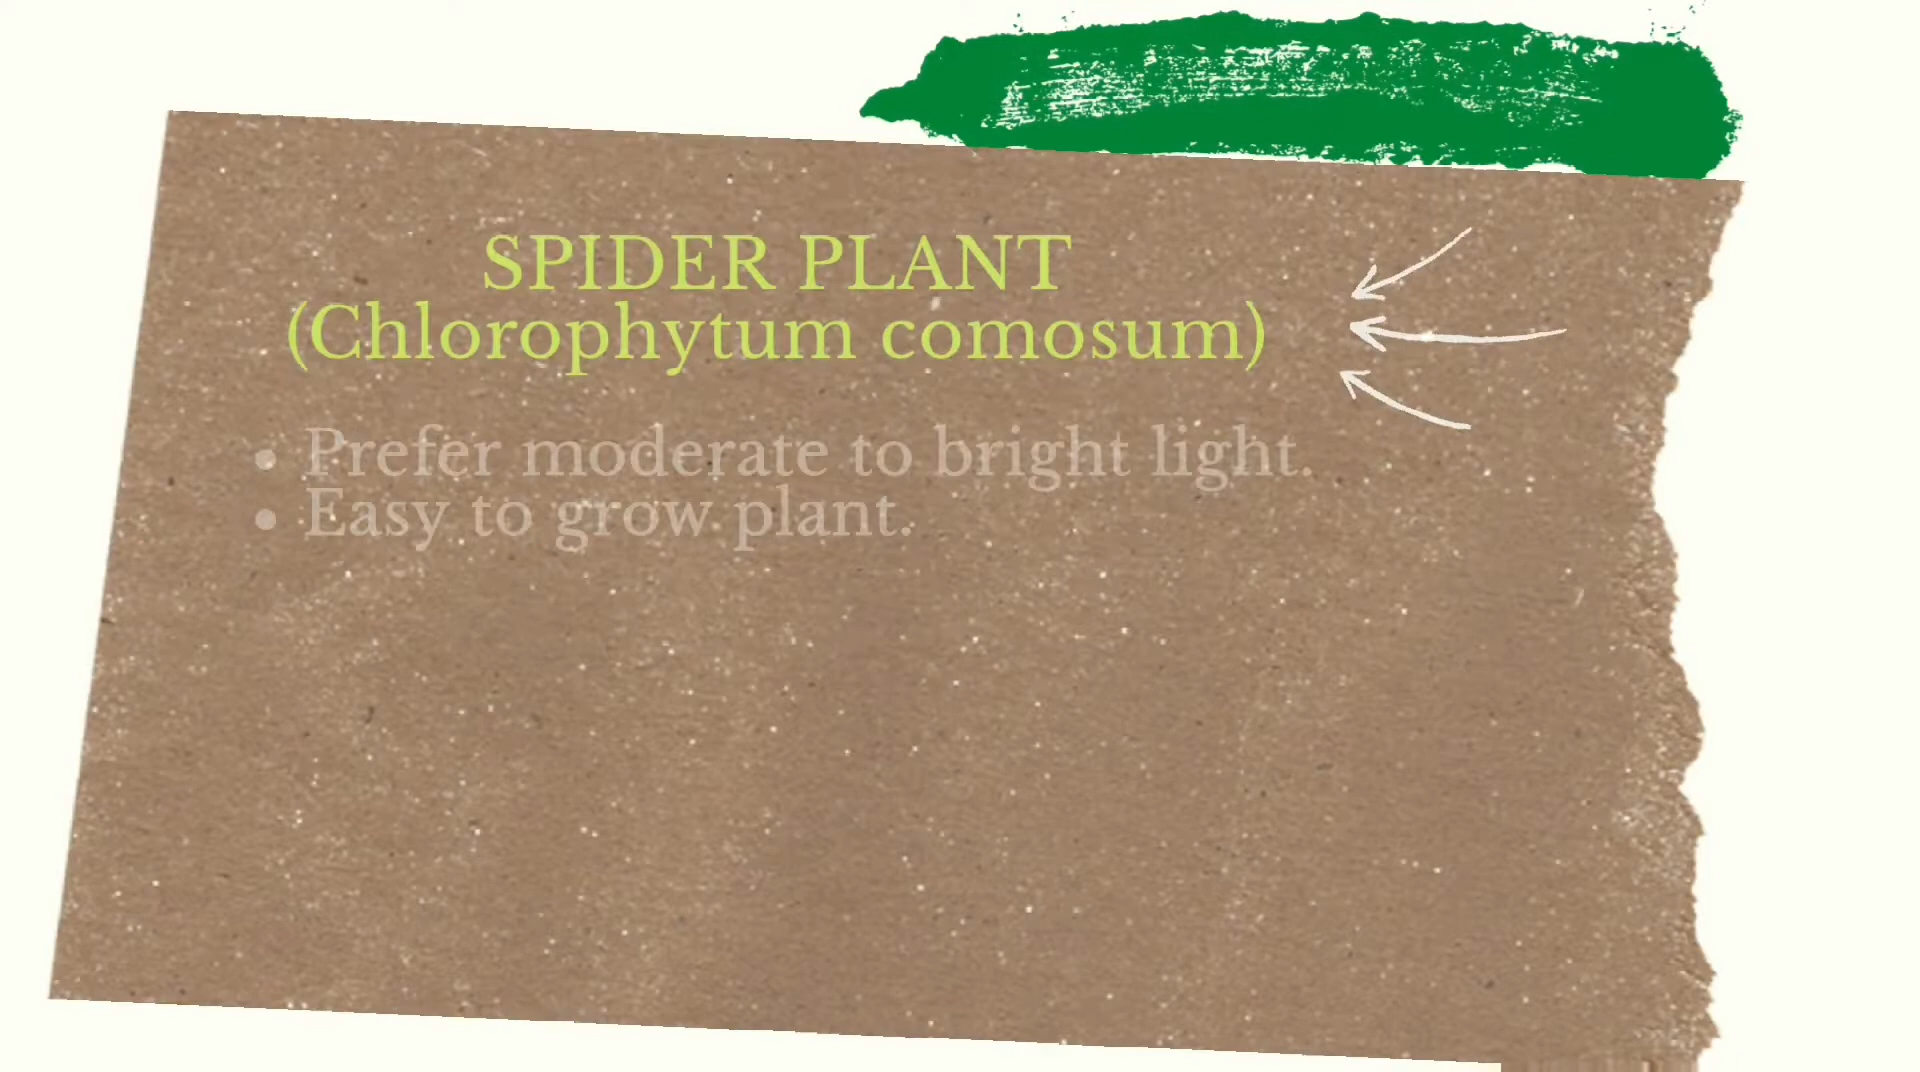 SPIDER PLANT
(Chlorophytum comosum)
• Prefer moderate to bright light.
• Easy to grow plant.